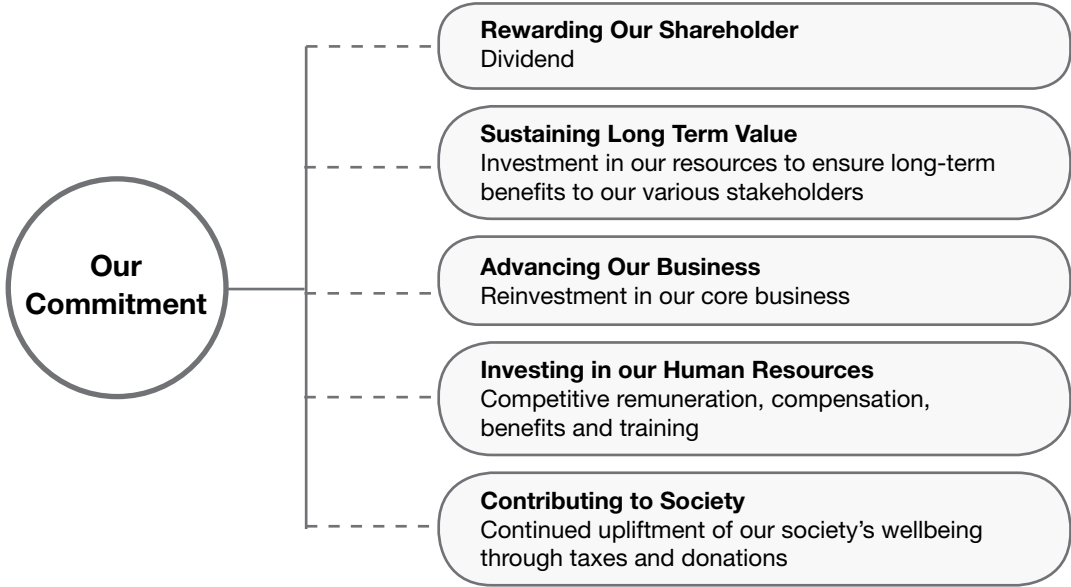 Our
Commitment
Rewarding Our Shareholder
Dividend
Sustaining Long Term Value
Investment in our resources to ensure long-term
benefits to our various stakeholders
Advancing Our Business
Reinvestment in our core business
Investing in our Human Resources
Competitive remuneration, compensation,
benefits and training
Contributing to Society
Continued upliftment of our society’s wellbeing
through taxes and donations